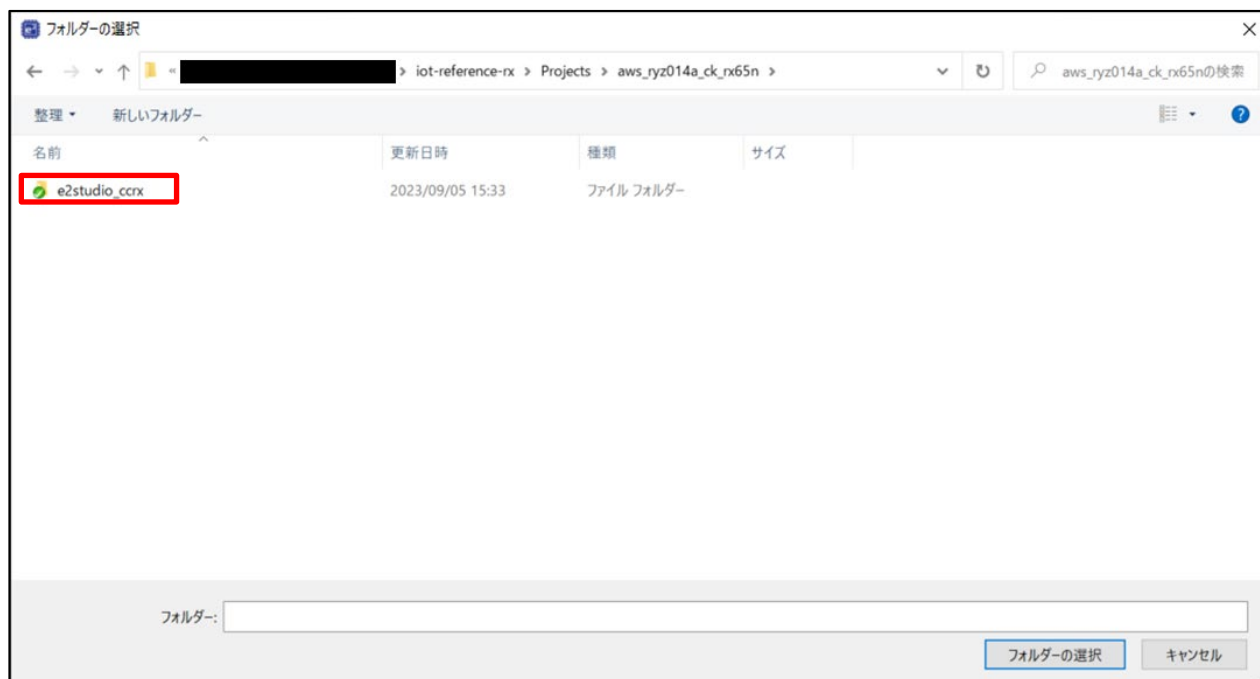 フォルダーの選択
« > iot-reference-rx > Projects > aws_ryz014a_ck_rx65n > aws_ryz014a_ck_rx65nの検索
整理 新しいフォルダー ?
名前 更新日時 種類 サイズ
e2studio_ccrx 2023/09/05 15:33 ファイル フォルダー
フォルダー:
フォルダーの選択 キャンセル